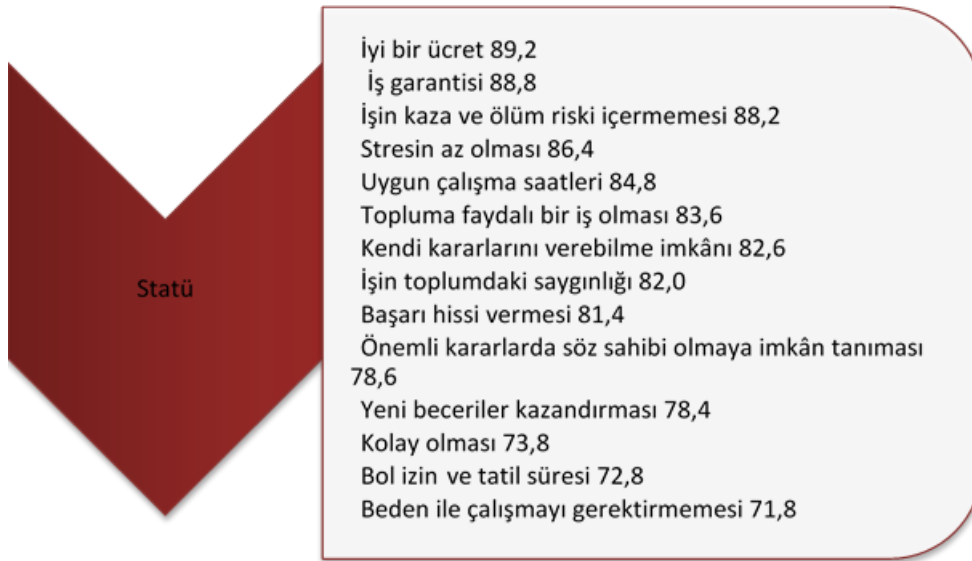 Statü
İyi bir ücret 89,2
İş garantisi 88,8
İşin kaza ve ölüm riski içermemesi 88,2
Stresin az olması 86,4
Uygun çalışma saatleri 84,8
Topluma faydalı bir iş olması 83,6
Kendi kararlarını verebilme imkânı 82,6
İşin toplumdaki saygınlığı 82,0
Başarı hissi vermesi 81,4
Önemli kararlarda söz sahibi olmaya imkân tanıması
78,6
Yeni beceriler kazandırması 78,4
Kolay olması 73,8
Bol izin ve tatil süresi 72,8
Beden ile çalışmayı gerektirmemesi 71,8